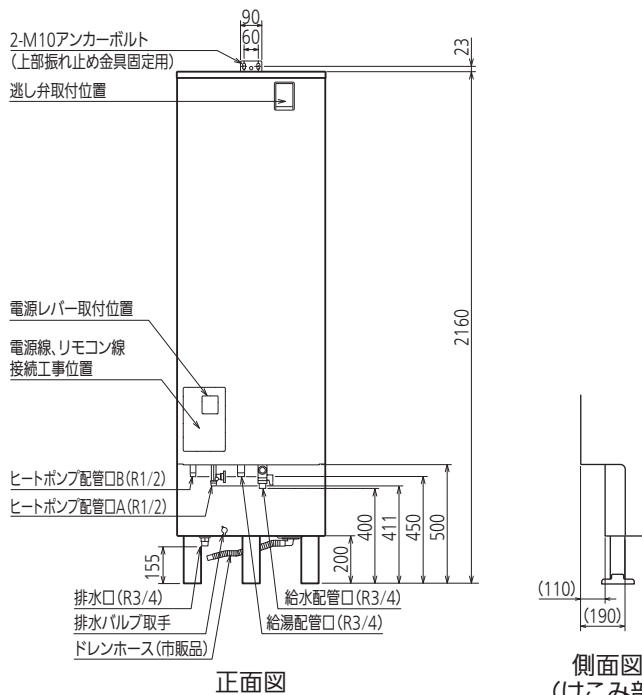 90
60
23
2-M10アンカーボルト
(上部振れ止め金具固定用)
逃し弁取付位置
電源レバー取付位置
電源線、リモコン線
接続工事位置
2160
ヒートポンプ配管口B(R1/2)
ヒートポンプ配管口A(R1/2)
155
200
400
411
450
500
排水口(R3/4)
排水バルブ取手
ドレンホース(市販品)
給水配管口(R3/4)
給湯配管口(R3/4)
正面図
(110)
(190)
側面図